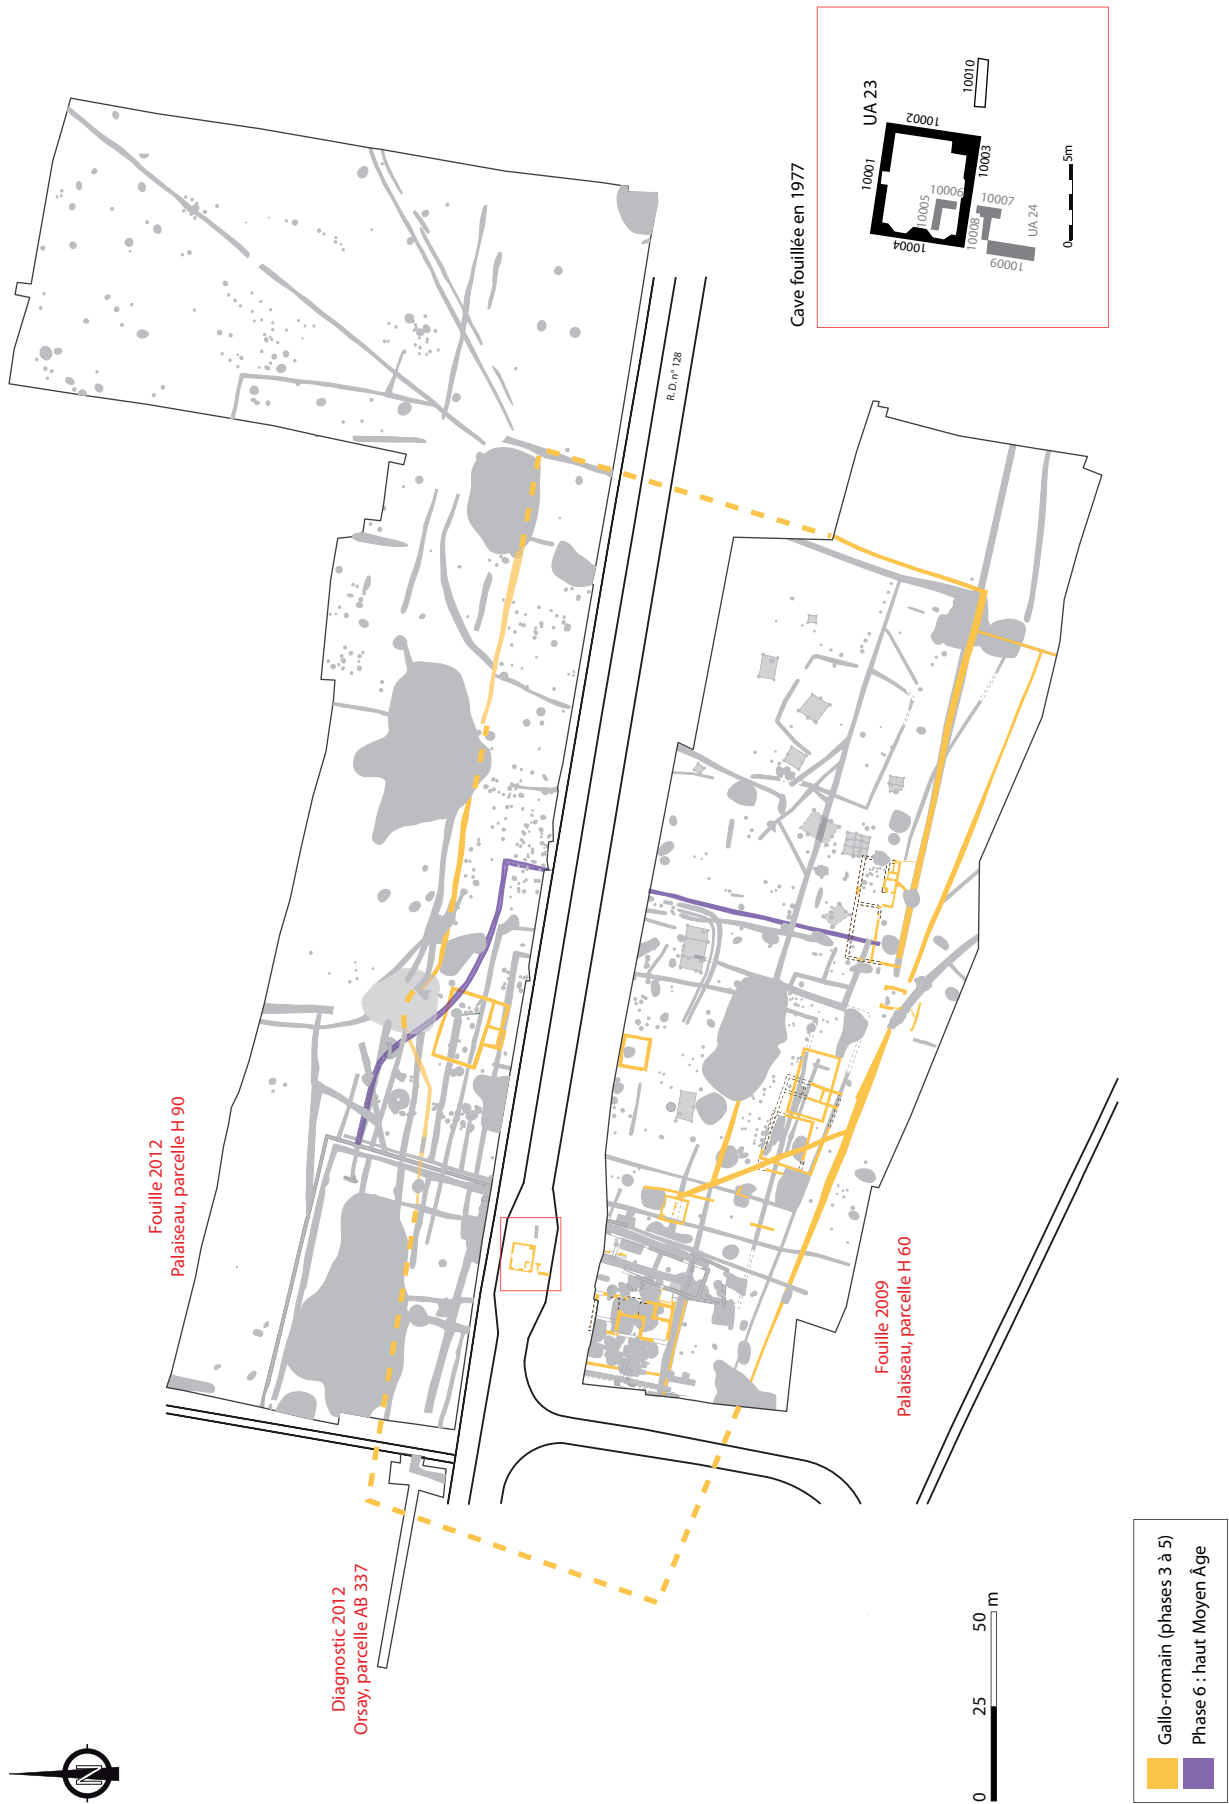 Cave fouillée en 1977
UA 23
10001
10002
10003
10004
10005
10006
10007
10008
10009
10010
UA 24
0
5m
R. D. n° 128
Fouille 2012
Palaiseau, parcelle H 90
Fouille 2009
Palaiseau, parcelle H 60
Diagnostic 2012
Orsay, parcelle AB 337
N
0
25
50
m
Gallo-romain (phases 3 à 5)
Phase 6 : haut Moyen Âge